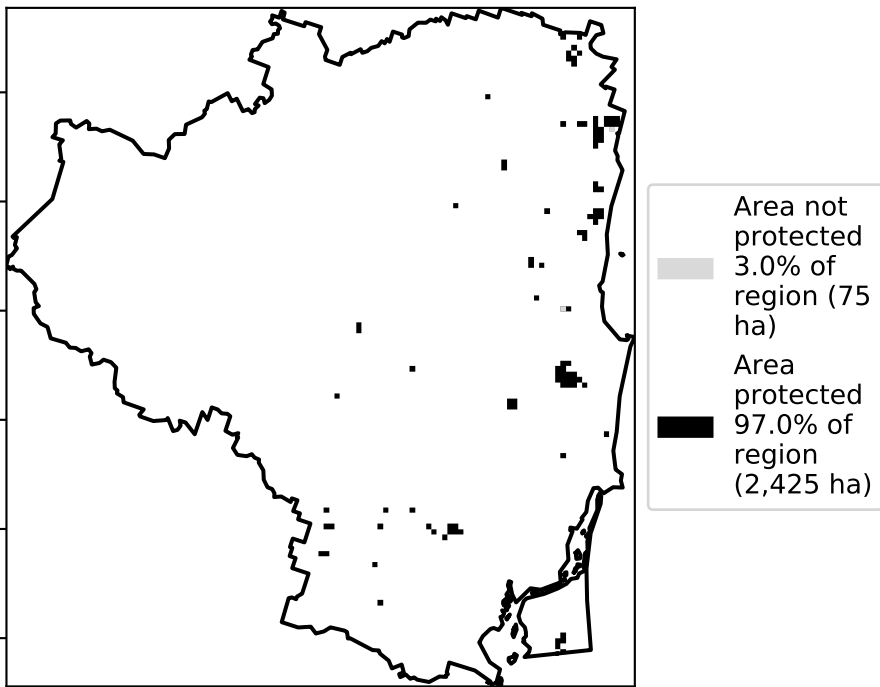 Area not
protected
3.0% of
region (75
ha)
Area
protected
97.0% of
region
(2,425 ha)